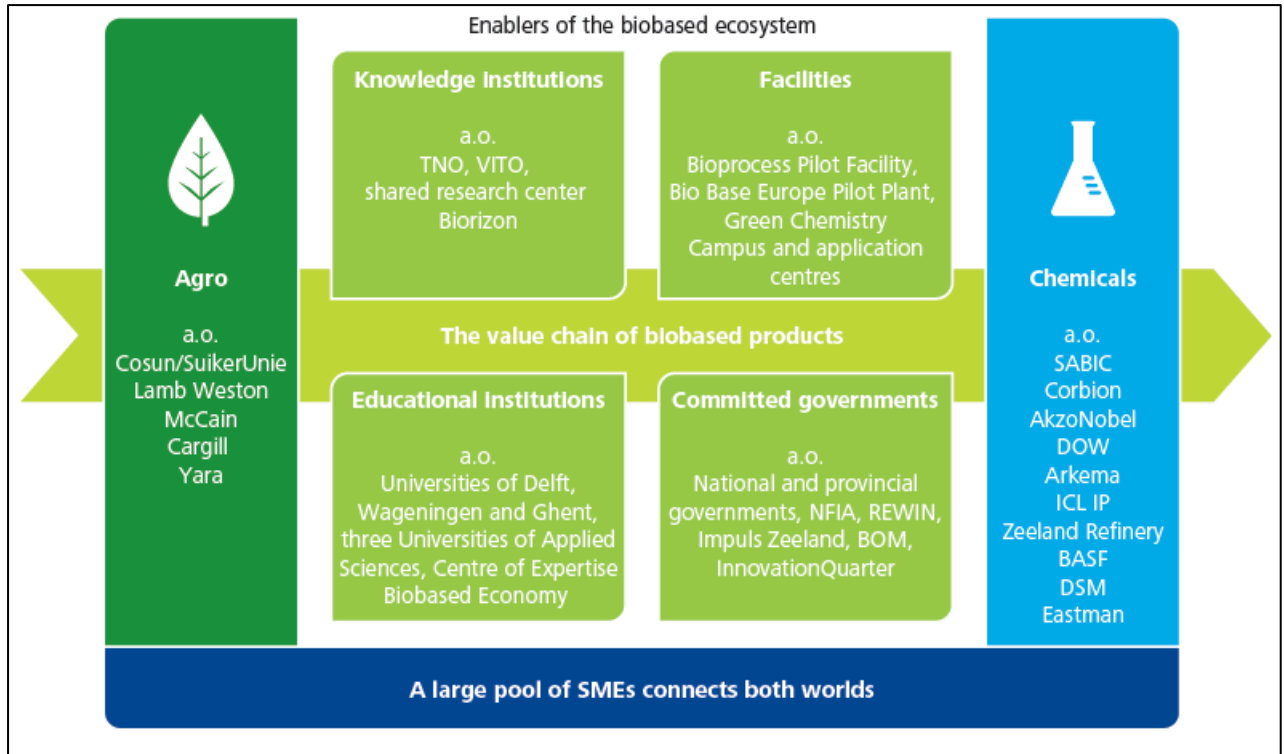 Enablers of the biobased ecosystem
Agro
a.o.
Cosun/SuikerUnie
Lamb Weston
McCain
Cargill
Yara
Knowledge institutions
a.o.
TNO, VITO,
shared research center
Biorizon
Facilities
a.o.
Bioprocess Pilot Facility,
Bio Base Europe Pilot Plant,
Green Chemistry
Campus and application
centres
The value chain of biobased products
Educational institutions
a.o.
Universities of Delft,
Wageningen and Ghent,
three Universities of Applied
Sciences, Centre of Expertise
Biobased Economy
Committed governments
a.o.
National and provincial
governments, NFIA, REWIN,
Impuls Zeeland, BOM,
InnovationQuarter
Chemicals
a.o.
SABIC
Corbion
AkzoNobel
DOW
Arkema
ICL IP
Zeeland Refinery
BASF
DSM
Eastman
A large pool of SMEs connects both worlds